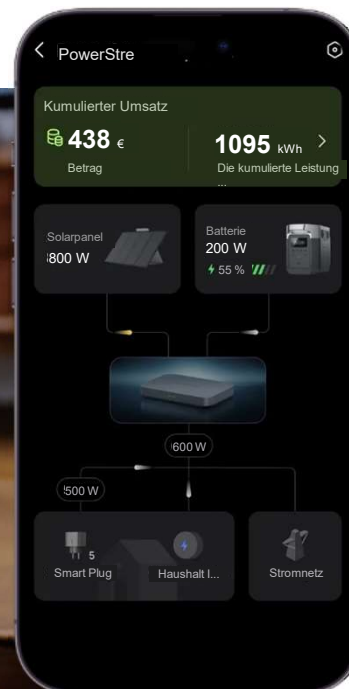 PowerStre
Kumulierter Umsatz
438 €
1095 kWh
Betrag
Die kumulierte Leistung
...
Solarpanel
800 W
Batterie
200 W
55 %
600 W
500 W
5
Smart Plug
Haushalt I...
Stromnetz